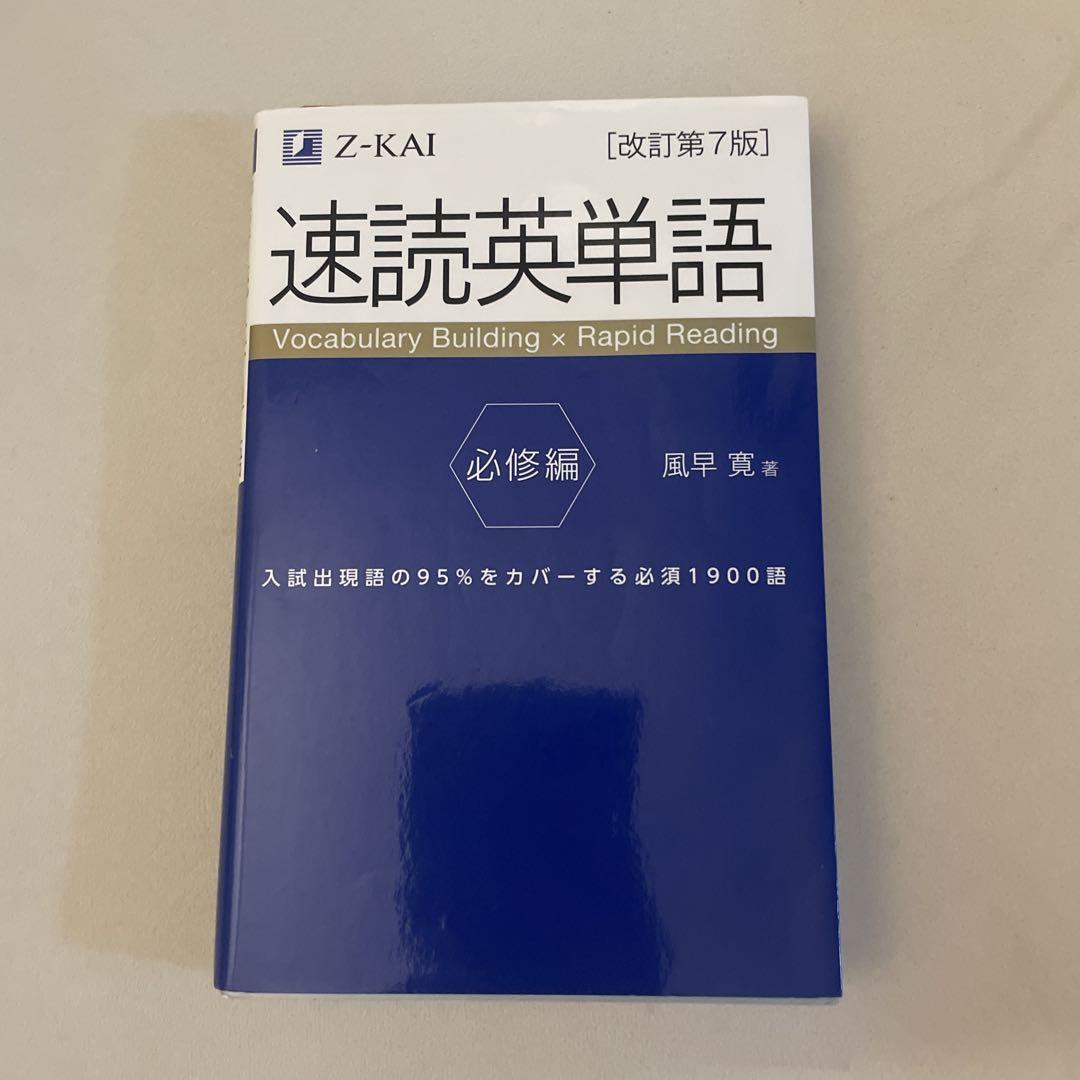 Z-KAI
[改訂第7版]
速読英単語
Vocabulary Building × Rapid Reading
必修編
風早 寛 著
入試出現語の95%をカバーする必須1900語